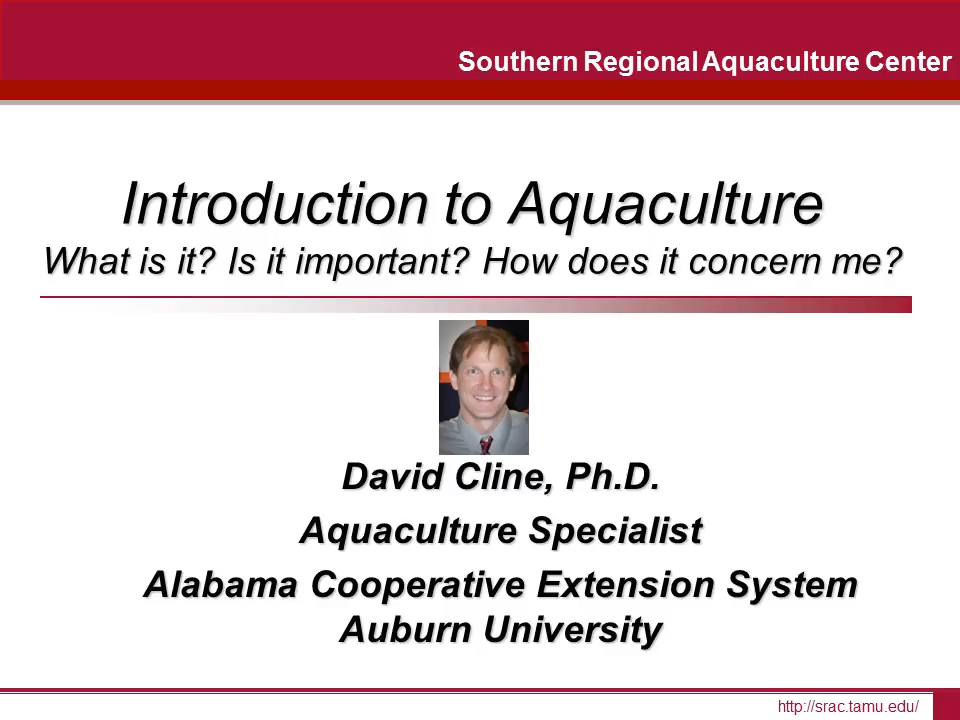 Southern Regional Aquaculture Center
Introduction to Aquaculture
What is it? Is it important? How does it concern me?
David Cline, Ph.D.
Aquaculture Specialist
Alabama Cooperative Extension System
Auburn University
http://srac.tamu.edu/